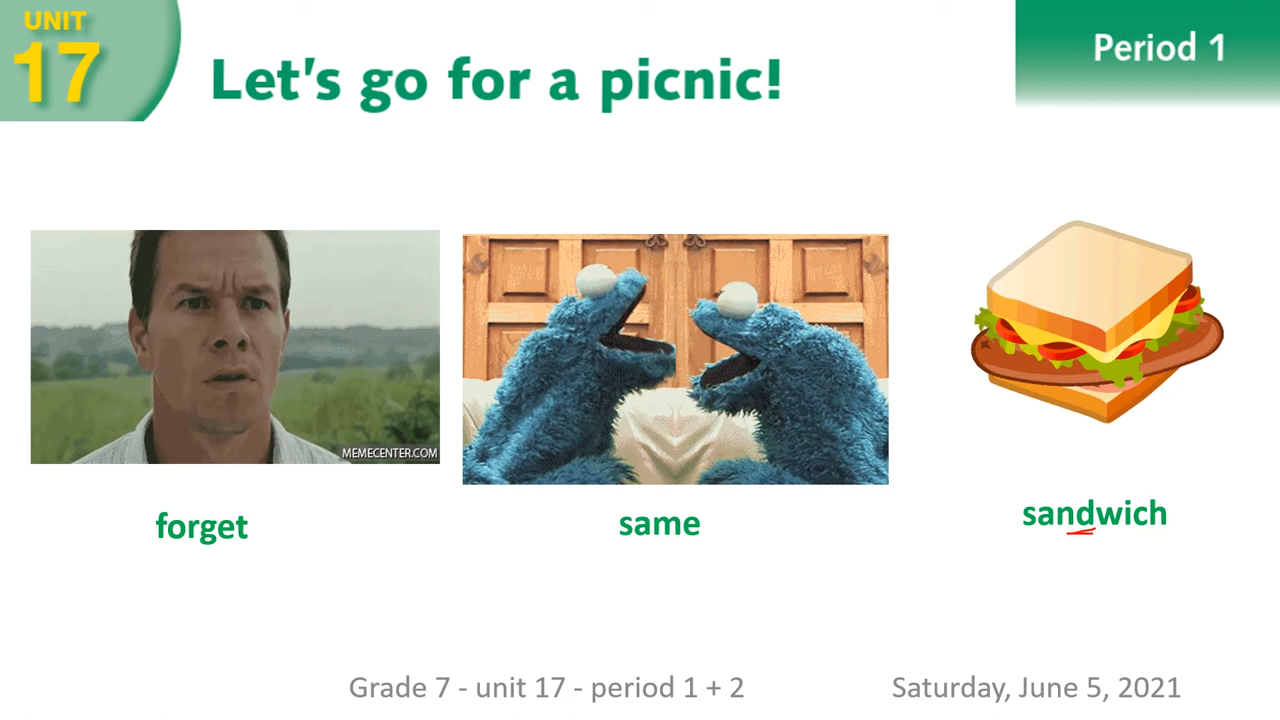 UNIT
17
Let's go for a picnic!
Period 1
MEMECENTER.COM
forget
same
sandwich
Grade 7 - unit 17 - period 1 + 2
Saturday, June 5, 2021